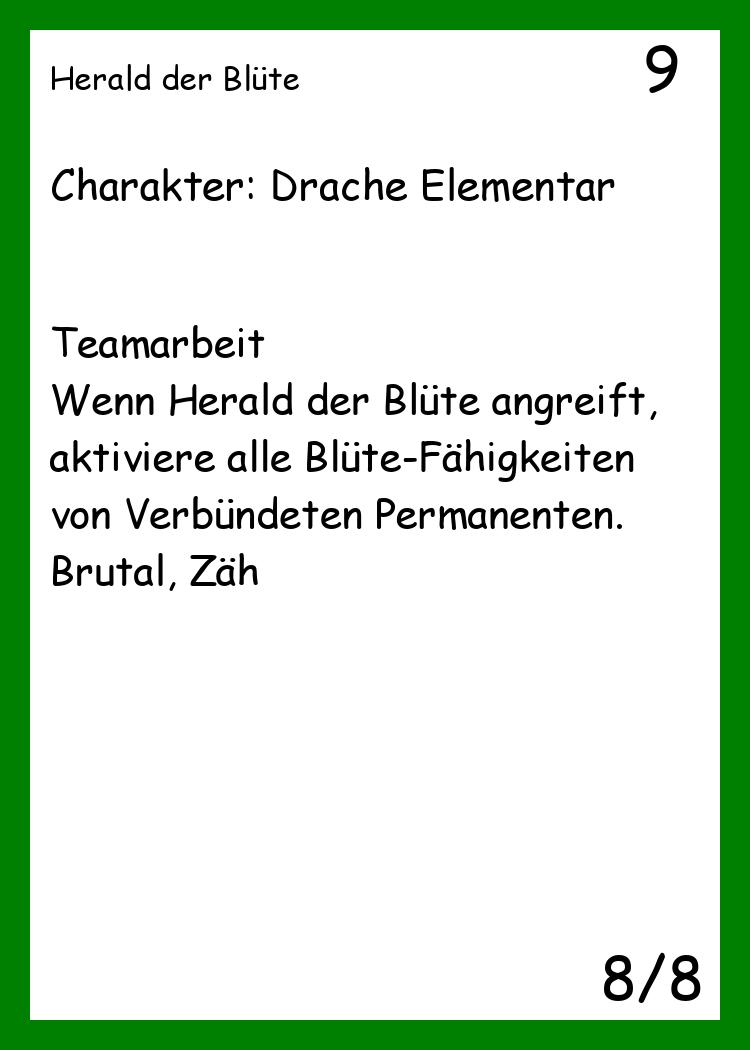 Herald der Blüte
9
Charakter: Drache Elementar
Teamarbeit
Wenn Herald der Blüte angreift,
aktiviere alle Blüte-Fähigkeiten
von Verbündeten Permanenten.
Brutal, Zäh
8/8